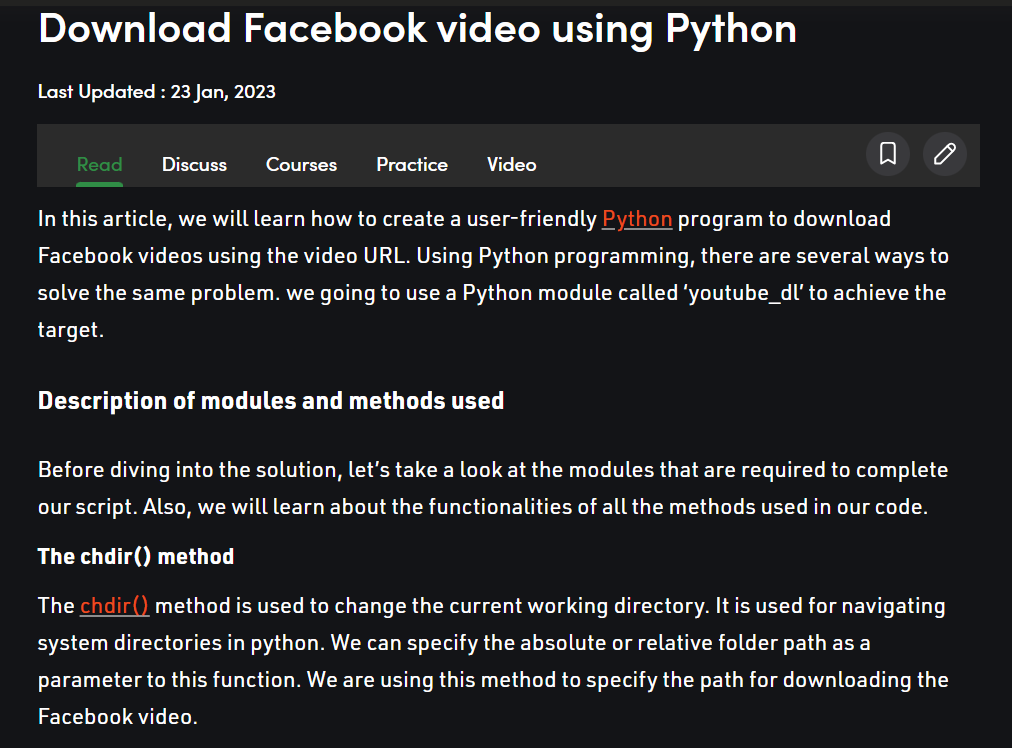 Download Facebook video using Python
Last Updated : 23 Jan, 2023
Read Discuss Courses Practice Video
In this article, we will learn how to create a user-friendly Python program to download
Facebook videos using the video URL. Using Python programming, there are several ways to
solve the same problem. we going to use a Python module called ‘youtube_dl’ to achieve the
target.
Description of modules and methods used
Before diving into the solution, let’s take a look at the modules that are required to complete
our script. Also, we will learn about the functionalities of all the methods used in our code.
The chdir() method
The chdir() method is used to change the current working directory. It is used for navigating
system directories in python. We can specify the absolute or relative folder path as a
parameter to this function. We are using this method to specify the path for downloading the
Facebook video.